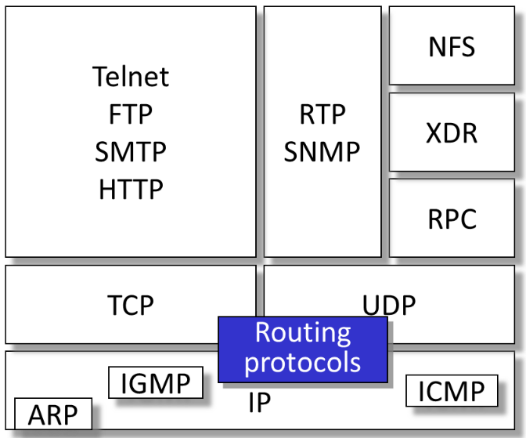 Telnet
FTP
SMTP
HTTP
RTP
SNMP
NFS
XDR
RPC
TCP
UDP
Routing
protocols
IGMP
ICMP
IP
ARP